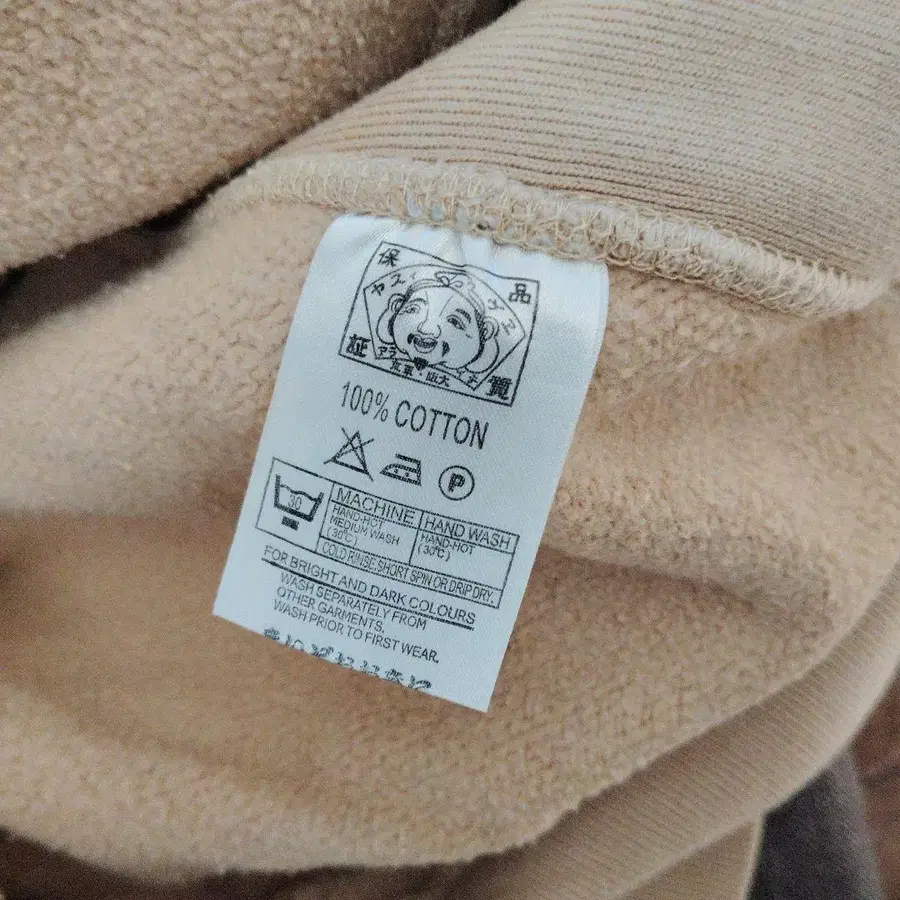 保 品
証 質
100% COTTON
P
30
MACHINE
HAND-HOT
MEDIUM WASH
(30℃)
HAND WASH
HAND-HOT
(30℃)
COLD RINSE.SHORT SPIN OR DRIP DRY.
FOR BRIGHT AND DARK COLOURS
WASH SEPARATELY FROM
OTHER GARMENTS.
WASH PRIOR TO FIRST WEAR.